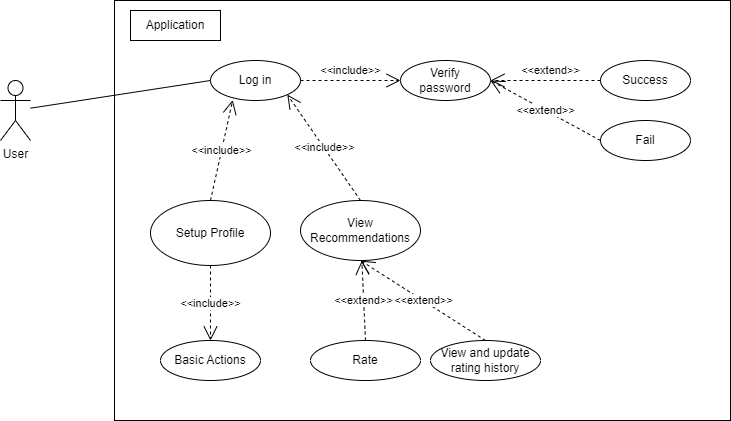 Application
Log in
<<include>>
Verify
password
<<extend>>
Success
<<extend>>
Fail
User
<<include>>
<<include>>
Setup Profile
View
Recommendations
<<include>>
<<extend>>
<<extend>>
Basic Actions
Rate
View and update
rating history